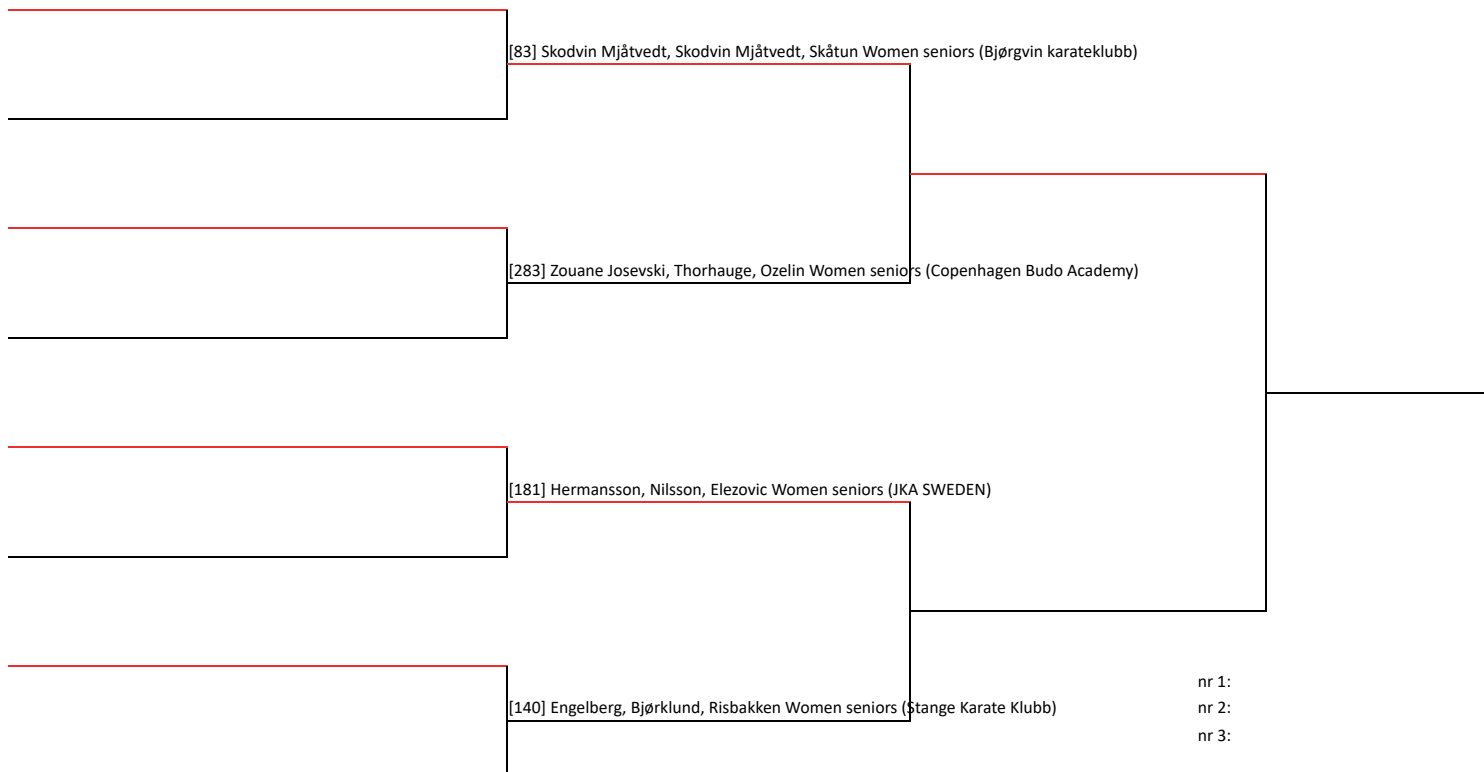 [83] Skodvin Mjåtvedt, Skodvin Mjåtvedt, Skåtun Women seniors (Bjørgvin karateklubb)
[283] Zouane Josevski, Thorhauge, Ozelin Women seniors (Copenhagen Budo Academy)
[181] Hermansson, Nilsson, Elezovic Women seniors (JKA SWEDEN)
[140] Engelberg, Bjørklund, Risbakken Women seniors (Stange Karate Klubb)
nr 1:
nr 2:
nr 3: